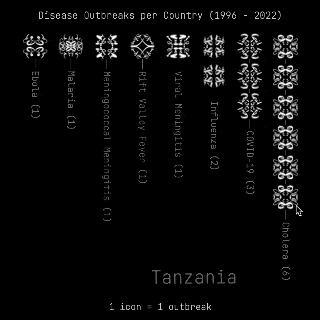 Disease Outbreaks per Country (1996 - 2022)
Ebola (1)
Malaria (1)
Meningococcal Meningitis (1)
Rift Valley Fever (1)
Viral Meningitis (1)
Influenza (2)
COVID-19 (3)
Cholera (6)
Tanzania
1 icon = 1 outbreak